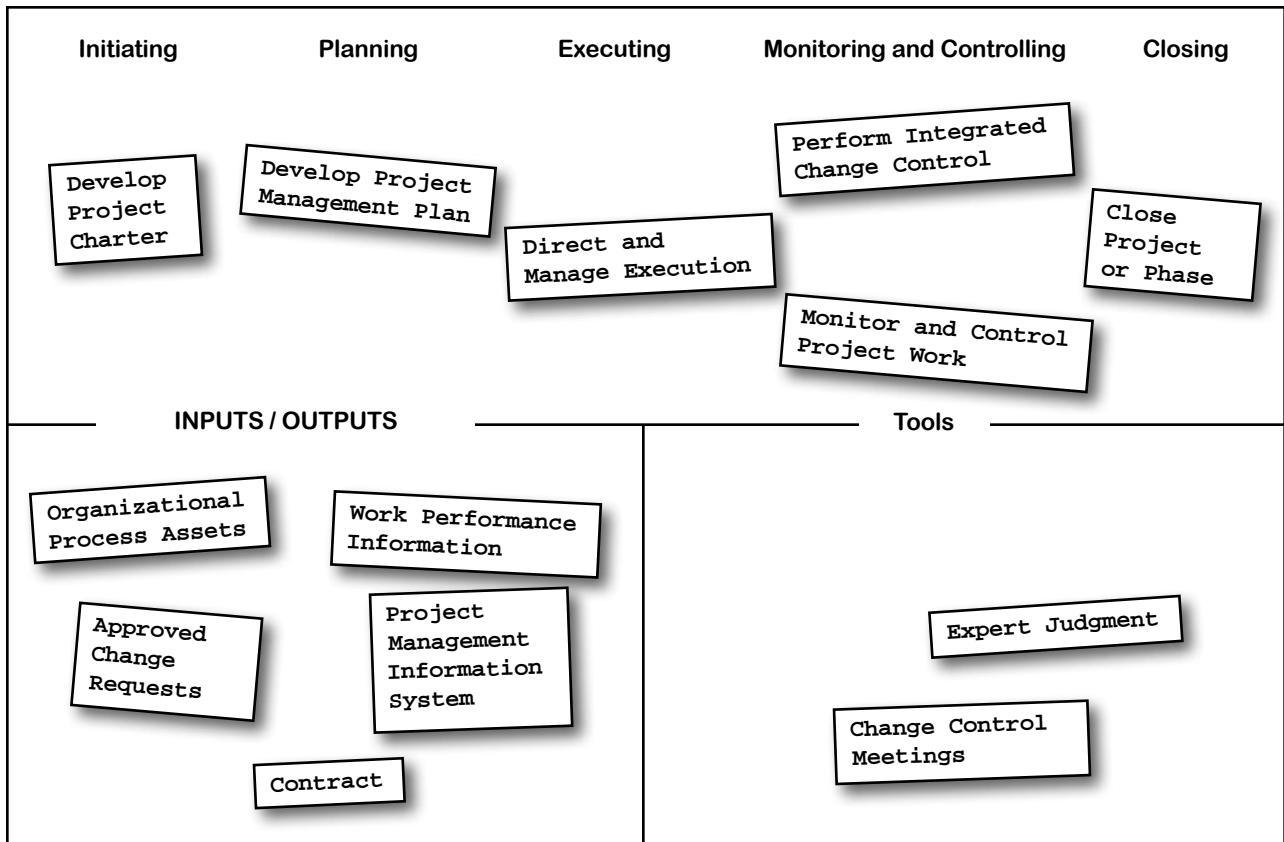 Initiating
Planning
Executing
Monitoring and Controlling
Closing
Develop
Project
Charter
Develop Project
Management Plan
Direct and
Manage Execution
Perform Integrated
Change Control
Monitor and Control
Project Work
Close
Project
or Phase
INPUTS / OUTPUTS
Organizational
Process Assets
Work Performance
Information
Approved
Change
Requests
Project
Management
Information
System
Contract
Tools
Expert Judgment
Change Control
Meetings